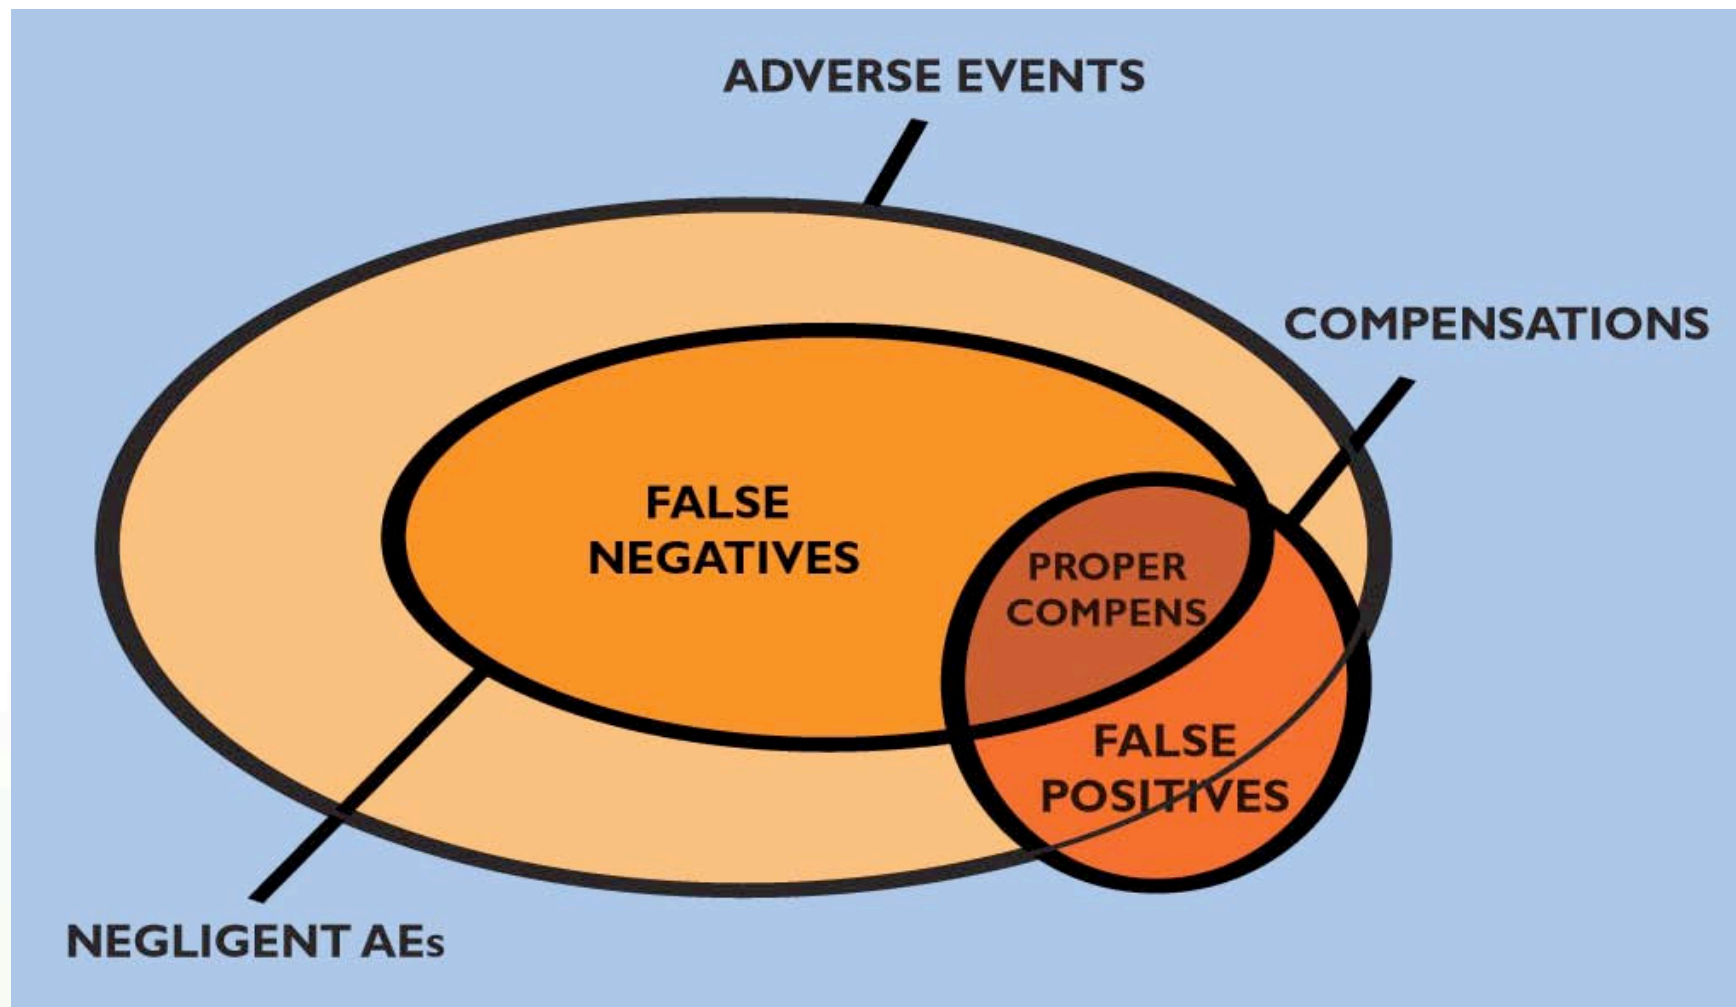 ADVERSE EVENTS
COMPENSATIONS
FALSE
NEGATIVES
PROPER
COMPENS
FALSE
POSITIVES
NEGLIGENT AEs